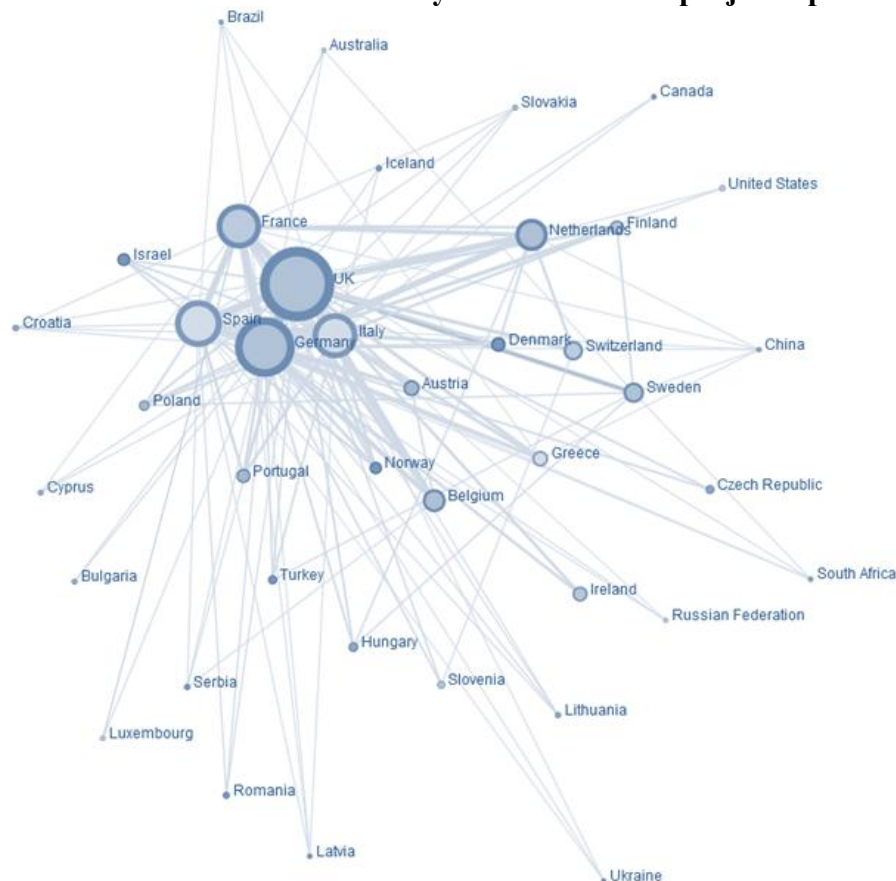 Brazil
Australia
Canada
Slovakia
Iceland
United States
France
Netherlands
Finland
Israel
UK
Spain
Italy
Croatia
Germany
Denmark
Switzerland
China
Austria
Sweden
Poland
Greece
Norway
Portugal
Belgium
Czech Republic
Cyprus
South Africa
Turkey
Bulgaria
Ireland
Russian Federation
Hungary
Slovenia
Serbia
Lithuania
Luxembourg
Romania
Latvia
Ukraine